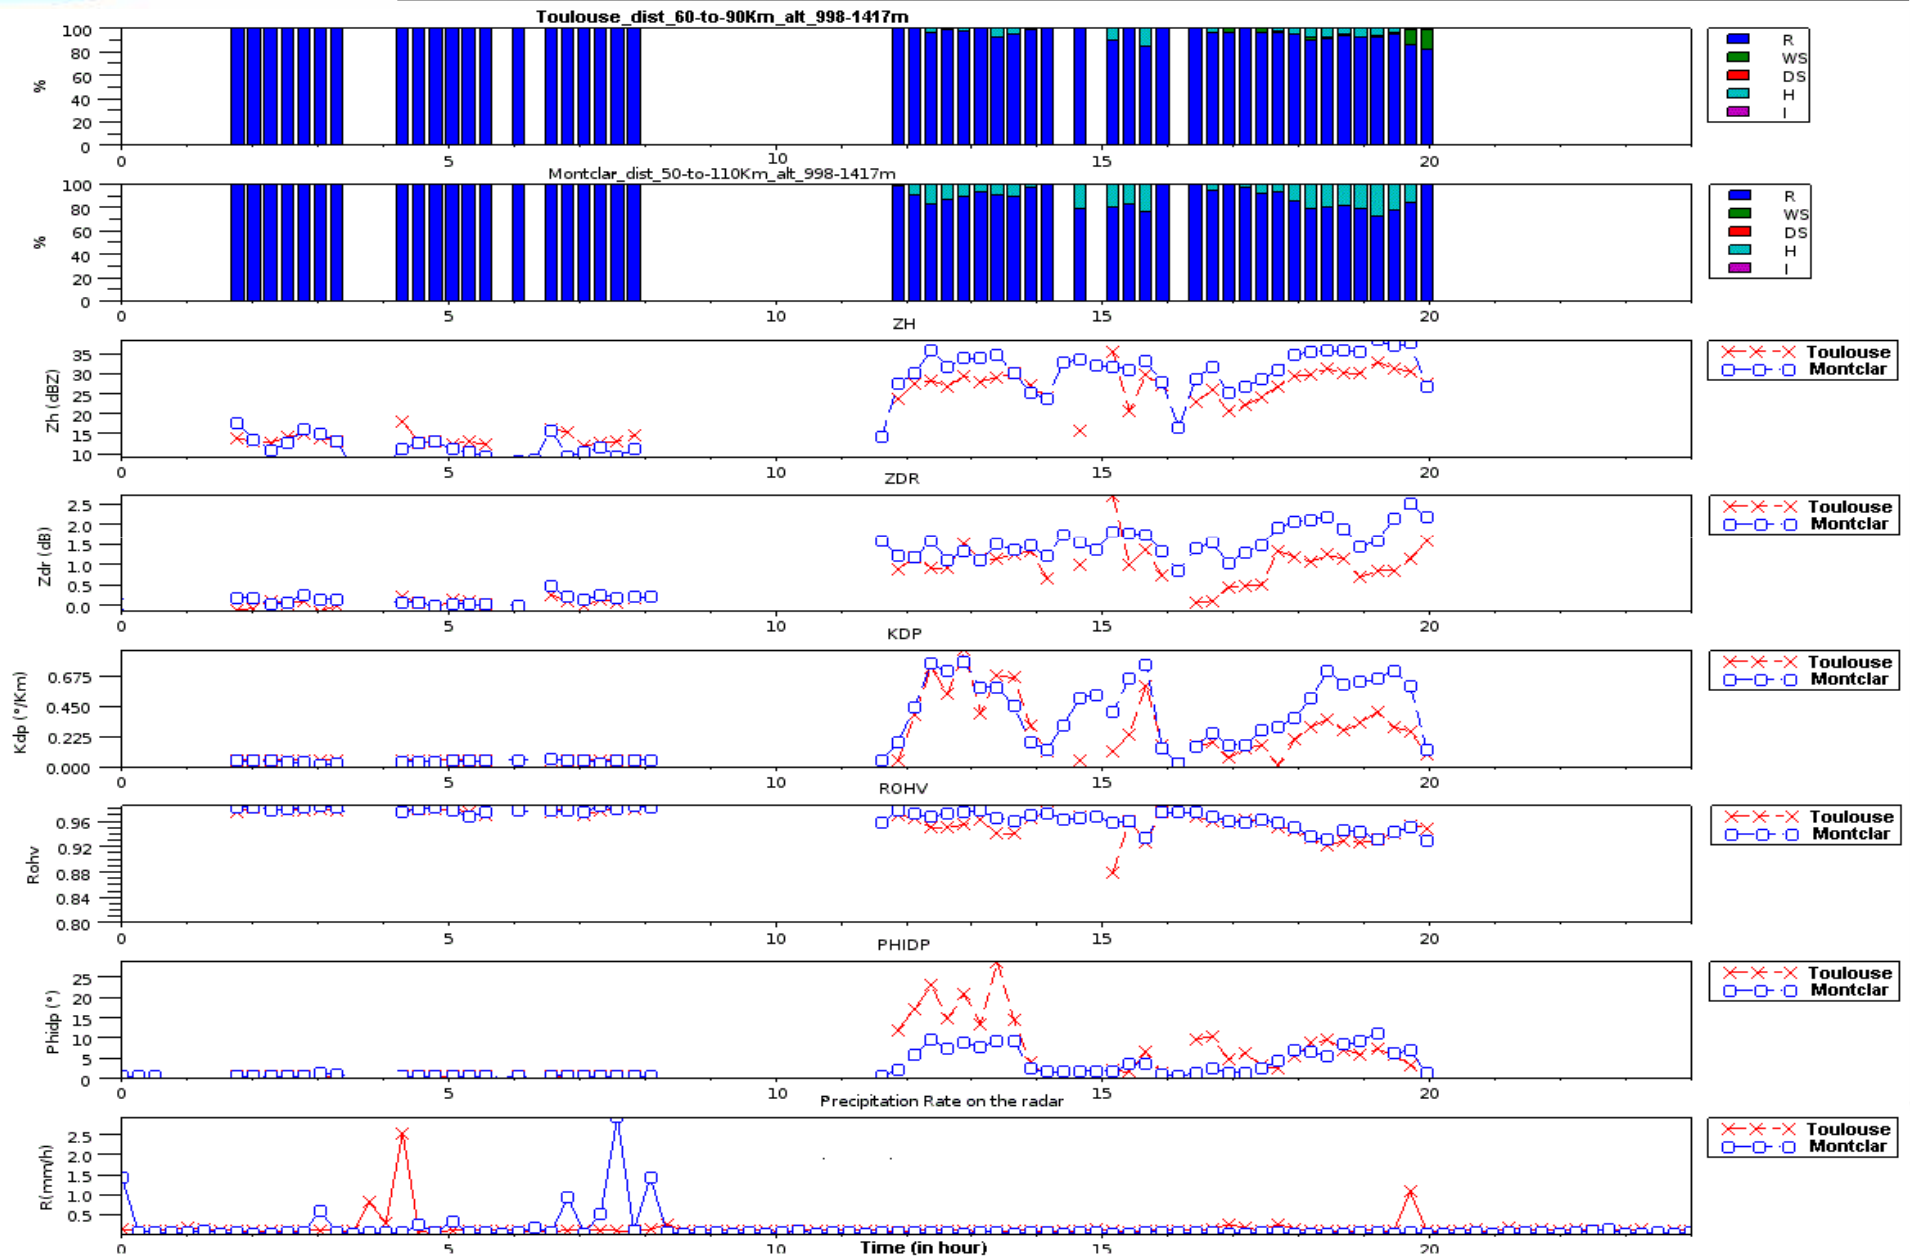 Toulouse_dist_60-to-90Km_alt_998-1417m
100
80
60
40
20
0
%
0 5 10 15 20
R
WS
DS
H
I
Montclar_dist_50-to-110Km_alt_998-1417m
100
80
60
40
20
0
%
0 5 10 15 20
R
WS
DS
H
I
ZH
35
30
25
20
15
10
Zh (dBZ)
0 5 10 15 20
Toulouse
Montclar
ZDR
2.5
2.0
1.5
1.0
0.5
0.0
Zdr (dB)
0 5 10 15 20
Toulouse
Montclar
KDP
0.675
0.450
0.225
0.000
Kdp (°/Km)
0 5 10 15 20
Toulouse
Montclar
ROHV
0.96
0.92
0.88
0.84
0.80
Rohv
0 5 10 15 20
Toulouse
Montclar
PHIDP
25
20
15
10
5
0
Phidp (°)
0 5 10 15 20
Toulouse
Montclar
Precipitation Rate on the radar
2.5
2.0
1.5
1.0
0.5
R(mm/h)
0 5 10 15 20
Toulouse
Montclar
Time (in hour)